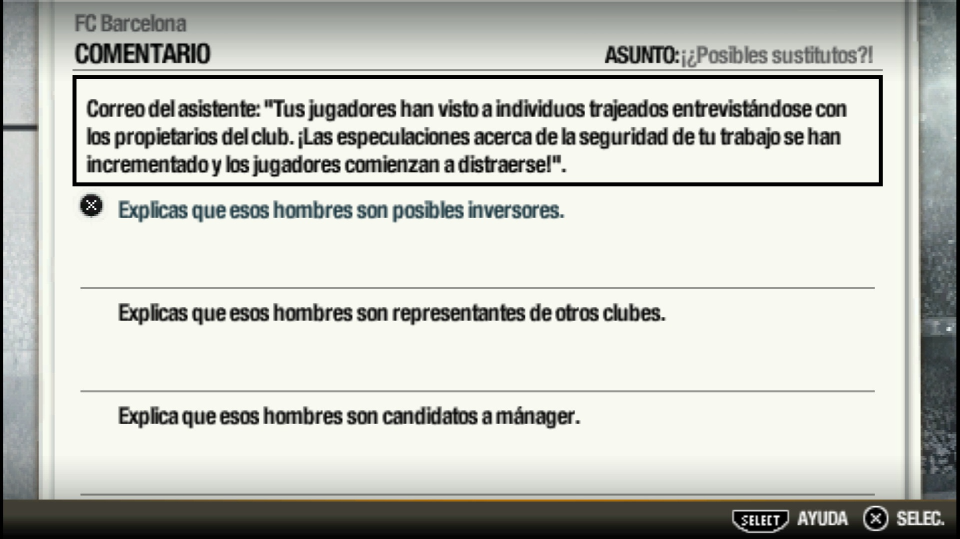 FC Barcelona
COMENTARIO
ASUNTO:¡¿Posibles sustitutos?!
Correo del asistente: "Tus jugadores han visto a individuos trajeados entrevistándose con
los propietarios del club. ¡Las especulaciones acerca de la seguridad de tu trabajo se han
incrementado y los jugadores comienzan a distraerse!".
Explicas que esos hombres son posibles inversores.
Explicas que esos hombres son representantes de otros clubes.
Explica que esos hombres son candidatos a mánager.
SELECT AYUDA SELEC.